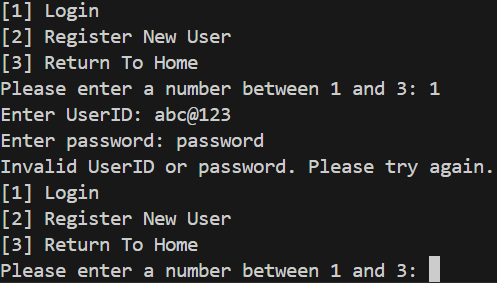 [1] Login
[2] Register New User
[3] Return To Home
Please enter a number between 1 and 3: 1
Enter UserID: abc@123
Enter password: password
Invalid UserID or password. Please try again.
[1] Login
[2] Register New User
[3] Return To Home
Please enter a number between 1 and 3: